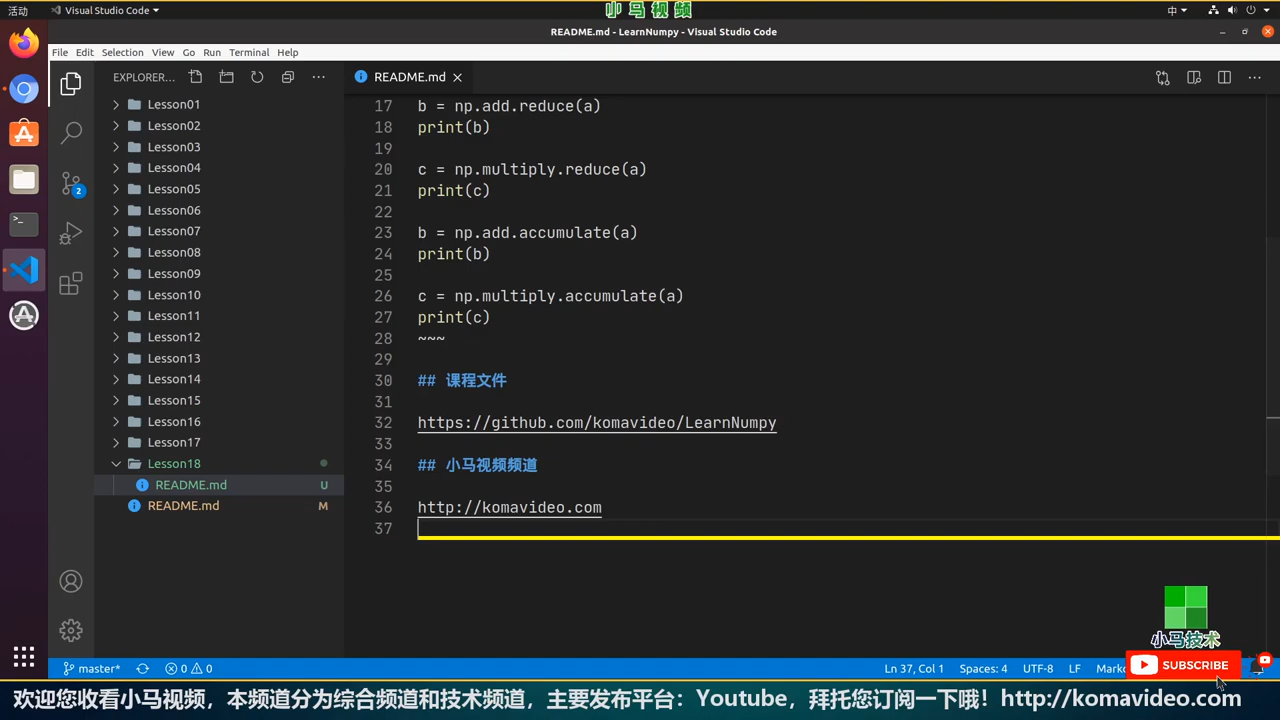 活动
Visual Studio Code
小马视频
中
README.md - LearnNumpy - Visual Studio Code
File Edit Selection View Go Run Terminal Help
EXPLORER...
README.md
Lesson01
Lesson02
Lesson03
Lesson04
Lesson05
Lesson06
Lesson07
Lesson08
Lesson09
Lesson10
Lesson11
Lesson12
Lesson13
Lesson14
Lesson15
Lesson16
Lesson17
Lesson18
README.md U
README.md M
2
17 b = np.add.reduce(a)
18 print(b)
19
20 c = np.multiply.reduce(a)
21 print(c)
22
23 b = np.add.accumulate(a)
24 print(b)
25
26 c = np.multiply.accumulate(a)
27 print(c)
28 ~~~
29
30 ## 课程文件
31
32 https://github.com/komavideo/LearnNumpy
33
34 ## 小马视频频道
35
36 http://komavideo.com
37
小马技术
SUBSCRIBE
master* 0 0 Ln 37, Col 1 Spaces: 4 UTF-8 LF
欢迎您收看小马视频，本频道分为综合频道和技术频道，主要发布平台：Youtube，拜托您订阅一下哦！http://komavideo.com